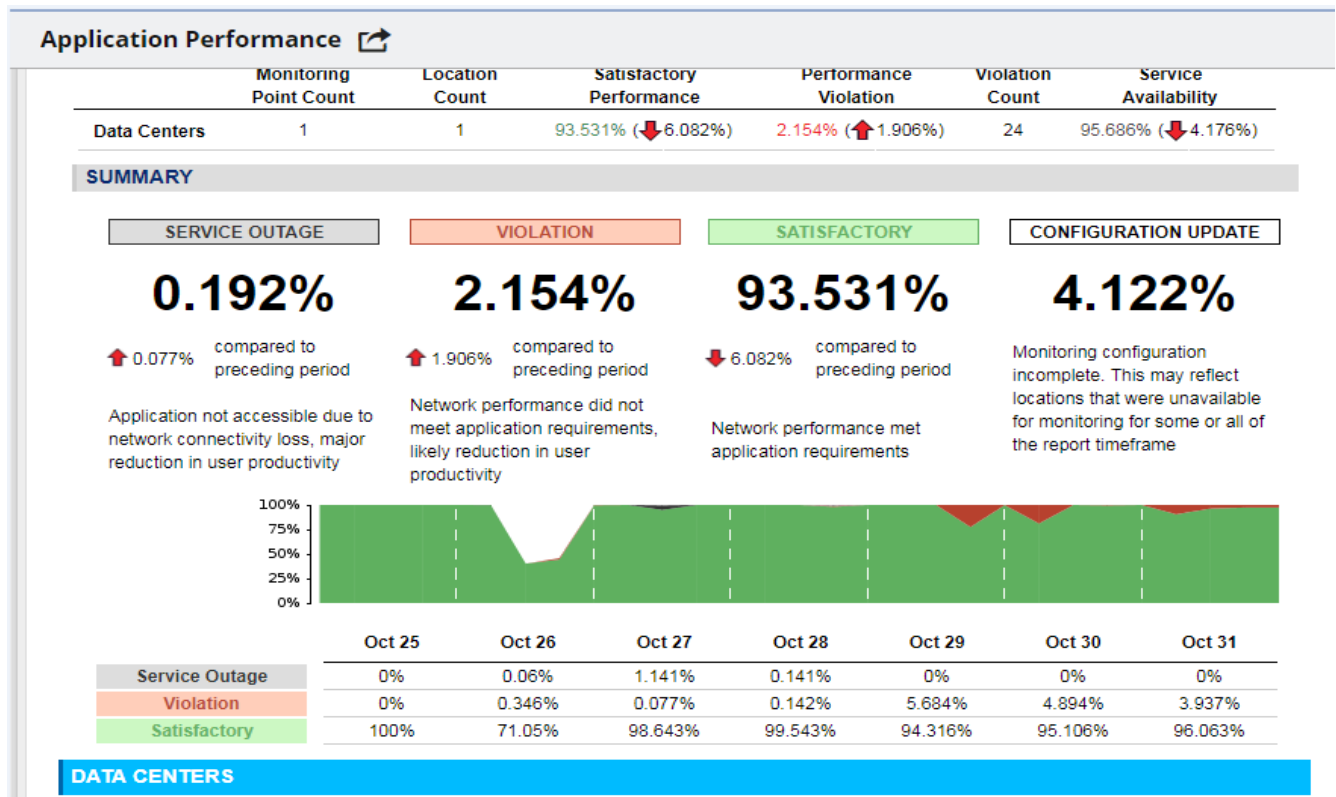 Application Performance
Monitoring Location Satisfactory Performance Violation Service
Point Count Count Performance Violation Count Availability
Data Centers 1 1 93.531% (6.082%) 2.154% (1.906%) 24 95.686% (4.176%)
SUMMARY
SERVICE OUTAGE VIOLATION SATISFACTORY CONFIGURATION UPDATE
0.192% 2.154% 93.531% 4.122%
0.077% compared to
preceding period
1.906% compared to
preceding period
6.082% compared to
preceding period
Application not accessible due to
network connectivity loss, major
reduction in user productivity
Network performance did not
meet application requirements,
likely reduction in user
productivity
Network performance met
application requirements
Monitoring configuration
incomplete. This may reflect
locations that were unavailable
for monitoring for some or all of
the report timeframe
100%
75%
50%
25%
0%
Oct 25 Oct 26 Oct 27 Oct 28 Oct 29 Oct 30 Oct 31
Service Outage 0% 0.06% 1.141% 0.141% 0% 0% 0%
Violation 0% 0.346% 0.077% 0.142% 5.684% 4.894% 3.937%
Satisfactory 100% 71.05% 98.643% 99.543% 94.316% 95.106% 96.063%
DATA CENTERS